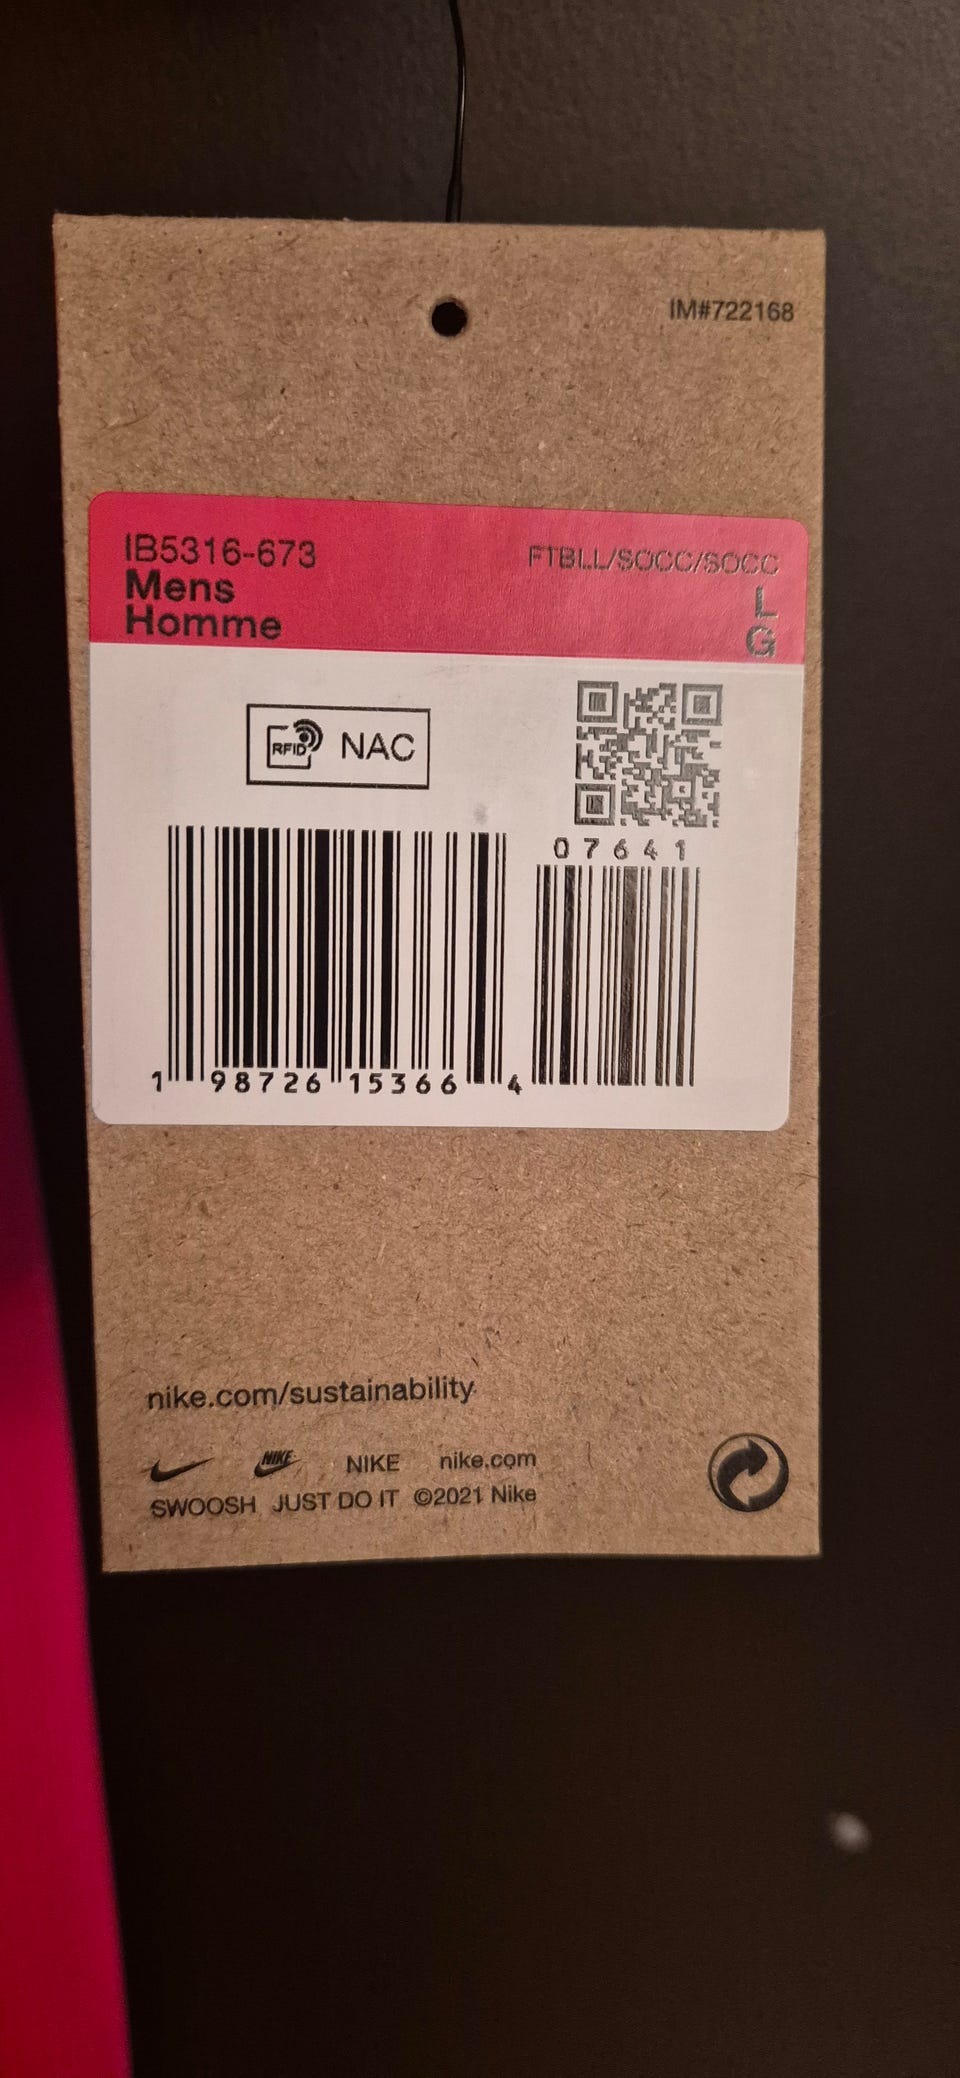 IM#722168
IB5316-673
FTBLL/SOCC/SOCC
Mens
L
Homme
G
RFID NAC
07641
1 98726 15366 4
nike.com/sustainability
NIKE NIKE nike.com
SWOOSH JUST DO IT ©2021 Nike